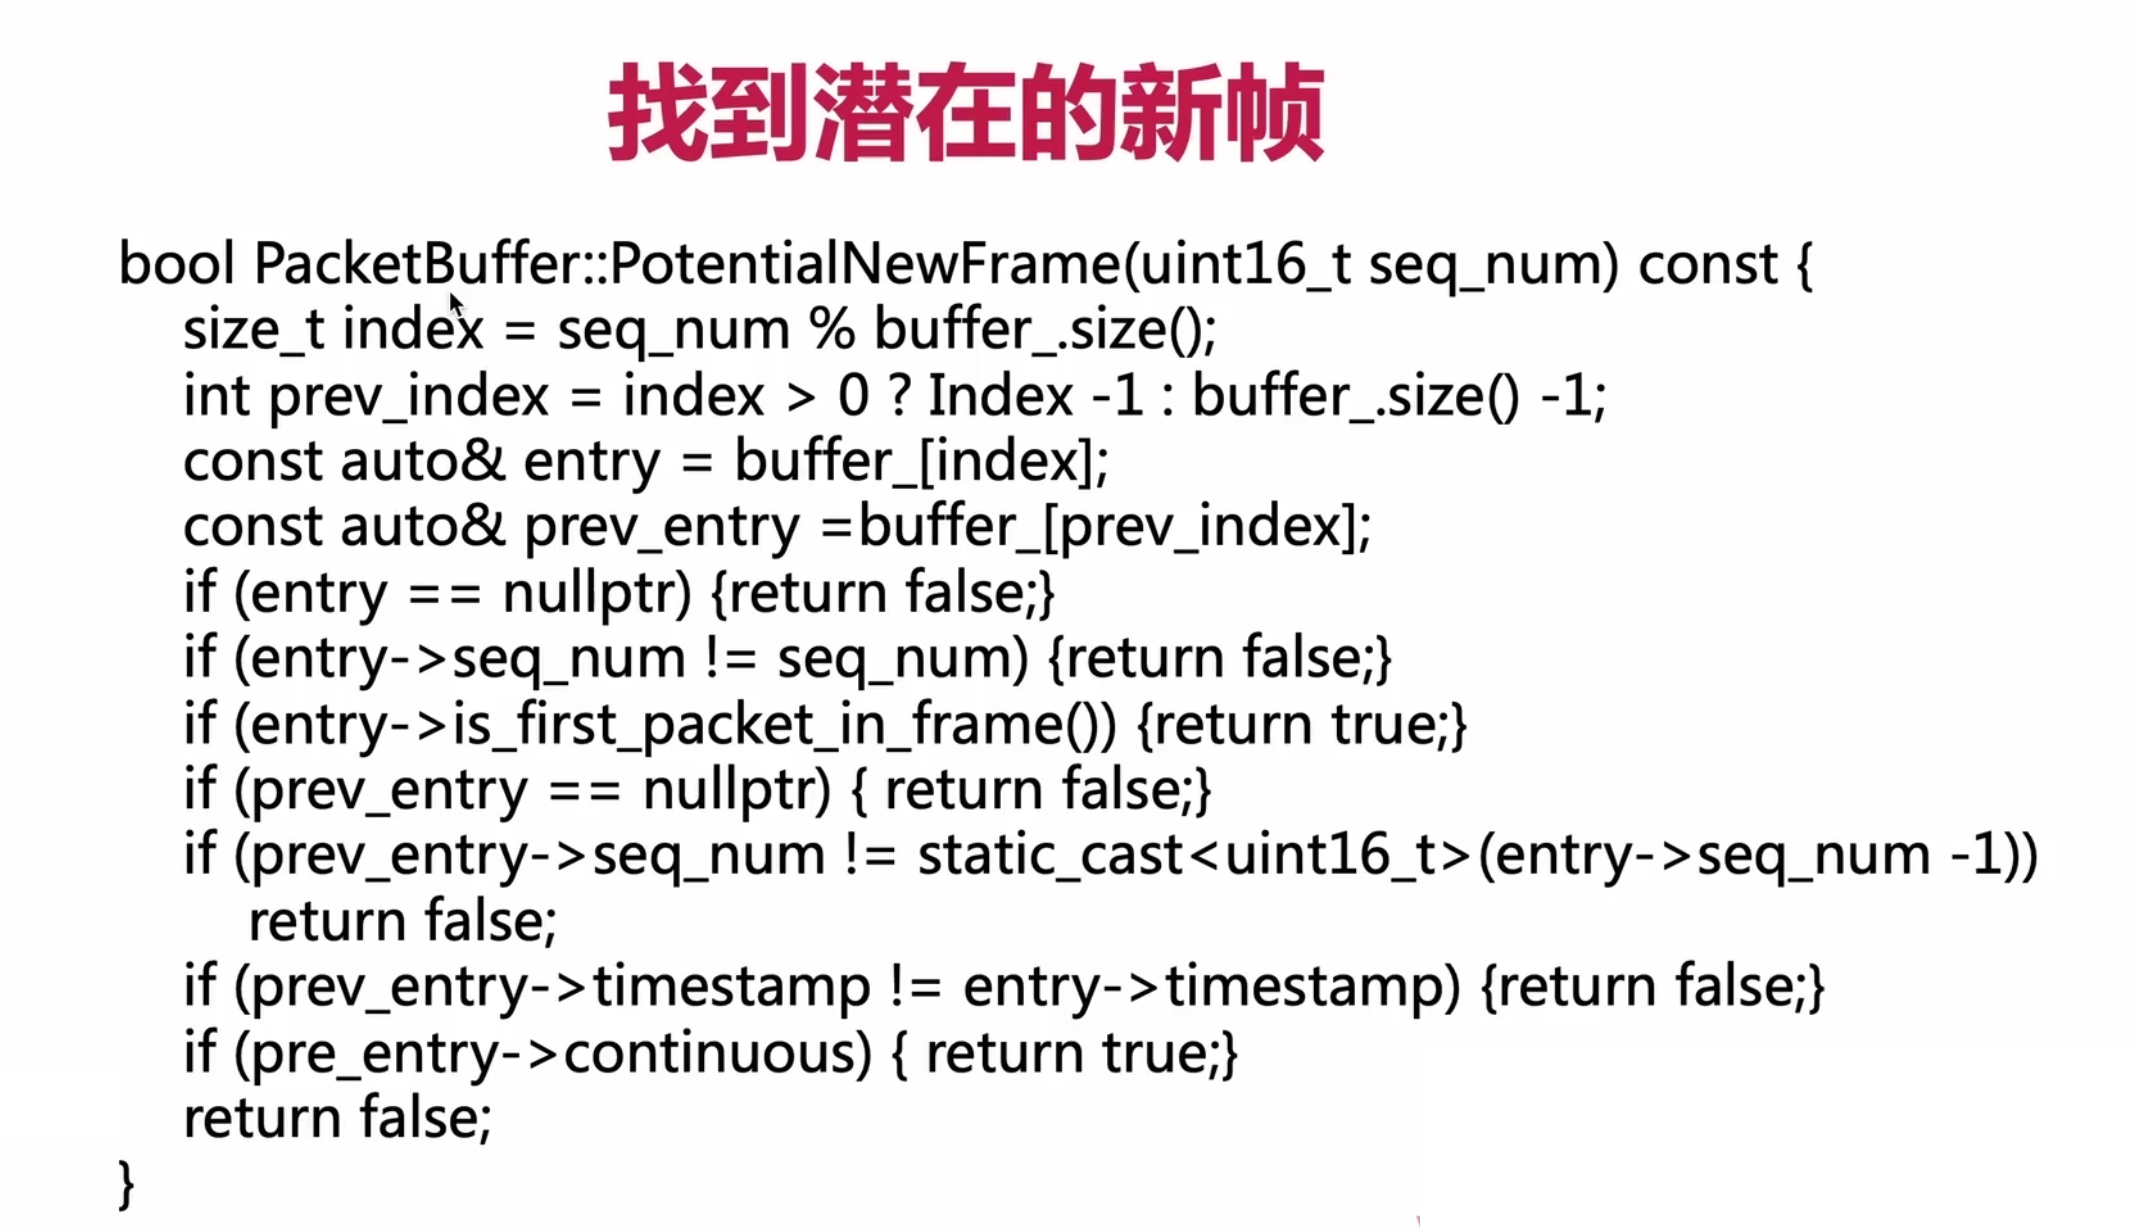 找到潜在的新帧
bool PacketBuffer::PotentialNewFrame(uint16_t seq_num) const {
size_t index = seq_num % buffer_.size();
int prev_index = index > 0 ? Index -1 : buffer_.size() -1;
const auto& entry = buffer_[index];
const auto& prev_entry =buffer_[prev_index];
if (entry == nullptr) {return false;}
if (entry->seq_num != seq_num) {return false;}
if (entry->is_first_packet_in_frame()) {return true;}
if (prev_entry == nullptr) { return false;}
if (prev_entry->seq_num != static_cast<uint16_t>(entry->seq_num -1))
return false;
if (prev_entry->timestamp != entry->timestamp) {return false;}
if (pre_entry->continuous) { return true;}
return false;
}